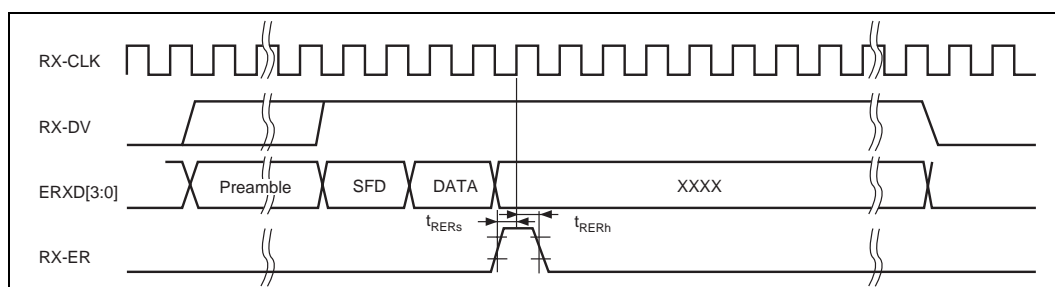 RX-CLK
RX-DV
ERXD[3:0]
Preamble
SFD
DATA
XXXX
tRERs
tRERh
RX-ER